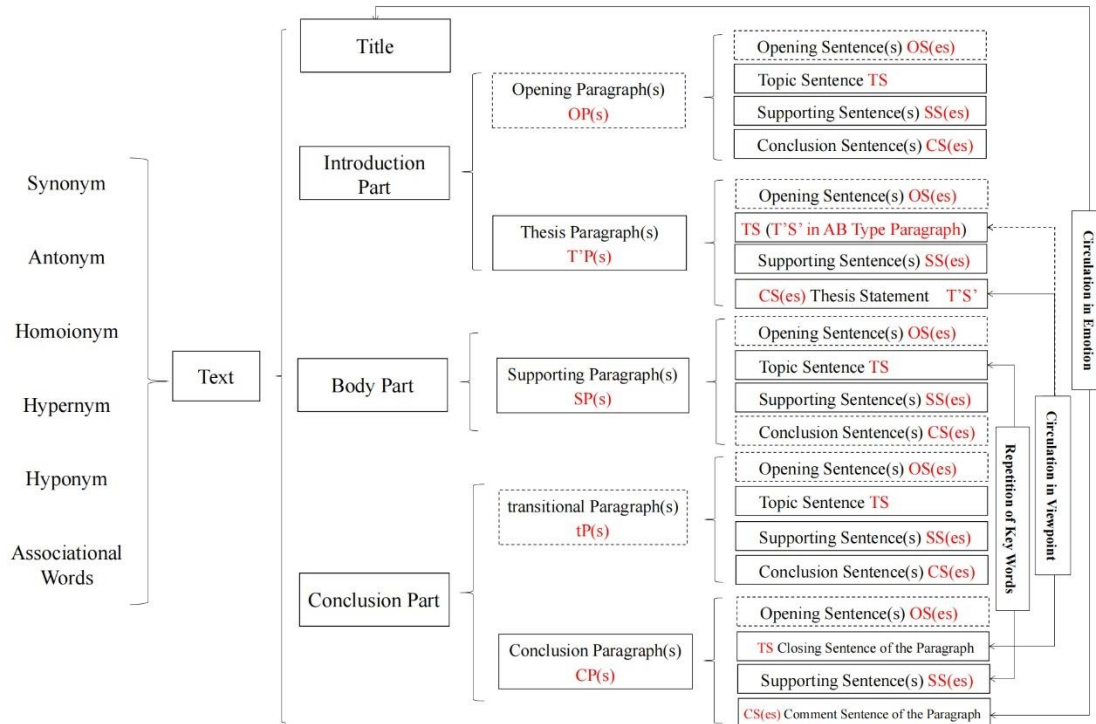 Synonym
Antonym
Homoionym
Hypernym
Hyponym
Associational
Words
Text
Title
Introduction
Part
Body Part
Conclusion Part
Opening Paragraph(s)
OP(s)
Thesis Paragraph(s)
T’P(s)
Supporting Paragraph(s)
SP(s)
transitional Paragraph(s)
tP(s)
Conclusion Paragraph(s)
CP(s)
Opening Sentence(s) OS(es)
Topic Sentence TS
Supporting Sentence(s) SS(es)
Conclusion Sentence(s) CS(es)
Opening Sentence(s) OS(es)
TS (T’S’ in AB Type Paragraph)
Supporting Sentence(s) SS(es)
CS(es) Thesis Statement T’S’
Opening Sentence(s) OS(es)
Topic Sentence TS
Supporting Sentence(s) SS(es)
Conclusion Sentence(s) CS(es)
Opening Sentence(s) OS(es)
Topic Sentence TS
Supporting Sentence(s) SS(es)
Conclusion Sentence(s) CS(es)
Opening Sentence(s) OS(es)
TS Closing Sentence of the Paragraph
Supporting Sentence(s) SS(es)
CS(es) Comment Sentence of the Paragraph
Repetition of Key Words
Circulation in Viewpoint
Circulation in Emotion